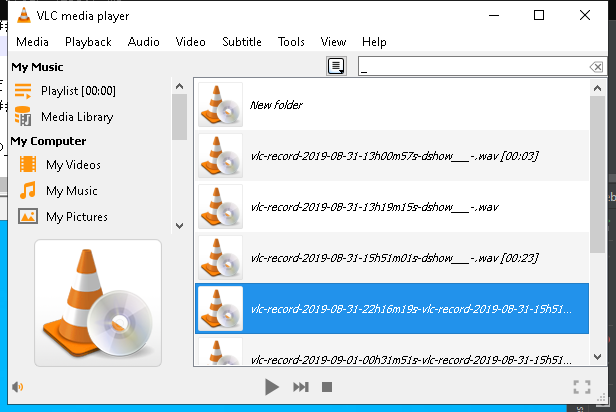 VLC media player
Media Playback Audio Video Subtitle Tools View Help
My Music
Playlist [00:00]
Media Library
My Computer
My Videos
My Music
My Pictures
_
New folder
vlc-record-2019-08-31-13h00m57s-dshow___-.wav [00:03]
vlc-record-2019-08-31-13h19m15s-dshow___-.wav
vlc-record-2019-08-31-15h51m01s-dshow___-.wav [00:23]
vlc-record-2019-08-31-22h16m19s-vlc-record-2019-08-31-15h51...
vlc-record-2019-09-01-00h31m51s-vlc-record-2019-08-31-15h51...